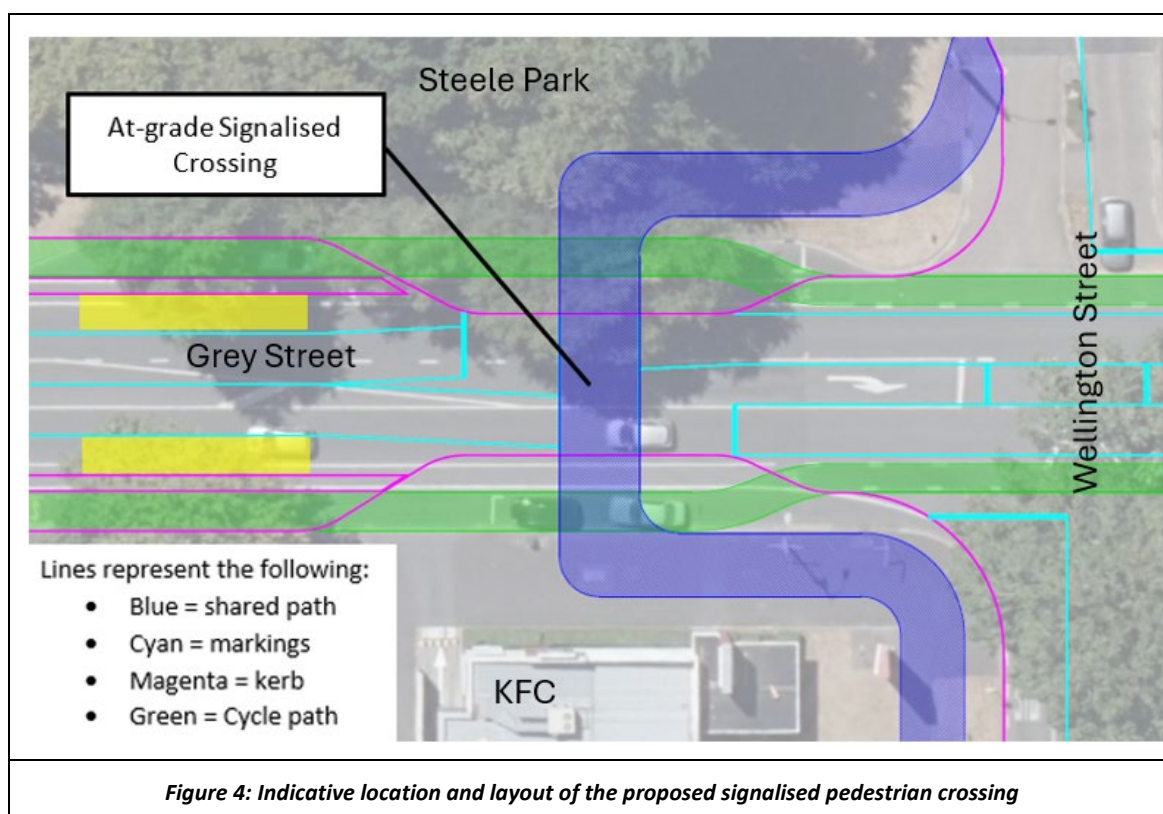 Steele Park
At-grade Signalised
Crossing
Grey Street
Wellington Street
Lines represent the following:
• Blue = shared path
• Cyan = markings
• Magenta = kerb
• Green = Cycle path
KFC
Figure 4: Indicative location and layout of the proposed signalised pedestrian crossing